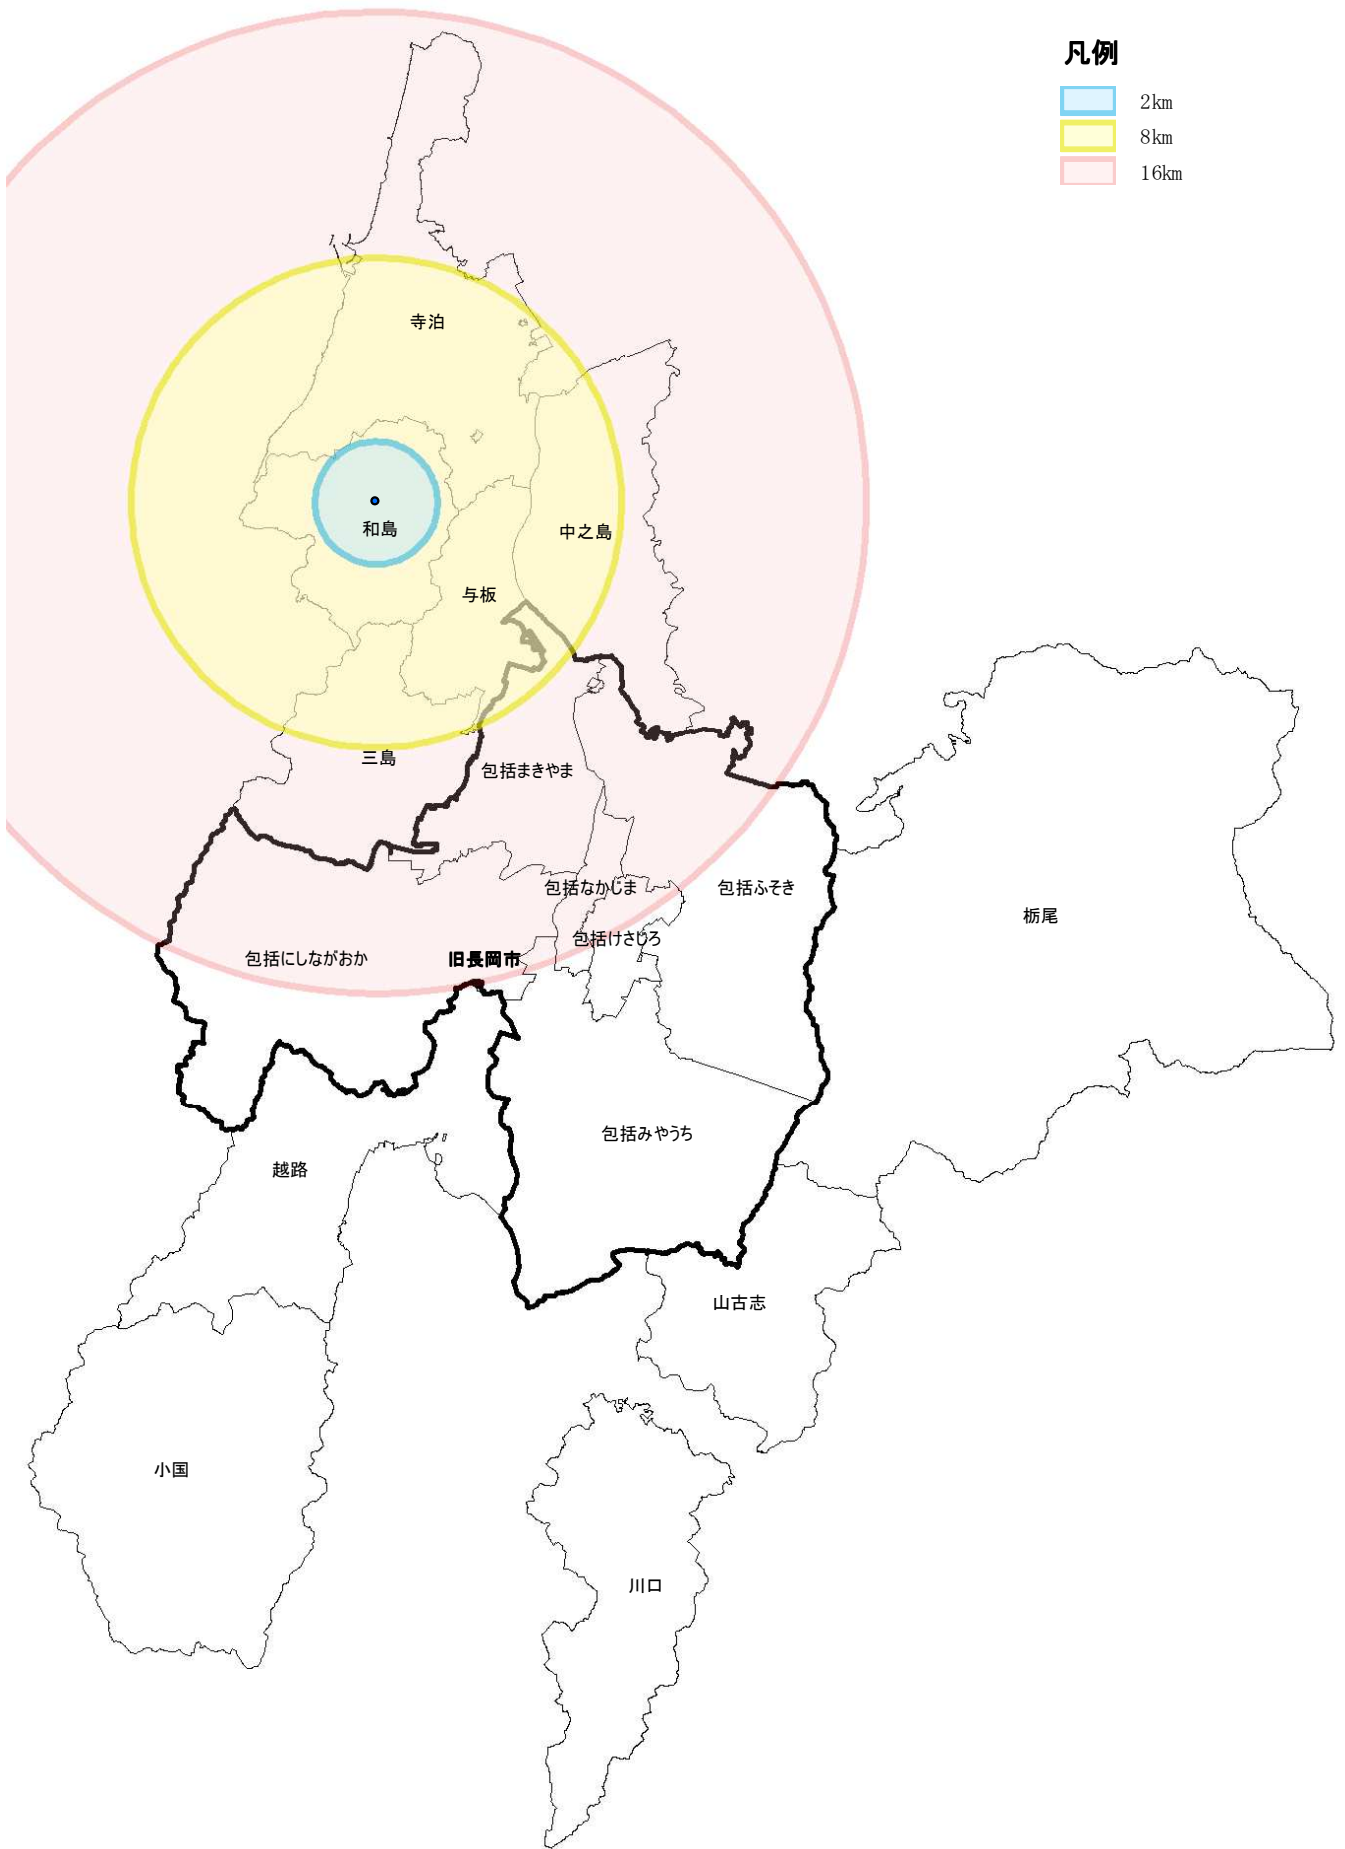 凡例
2km
8km
16km
寺泊
和島
中之島
与板
三島
包括まきやま
包括なかじま
包括ふそき
栃尾
包括けさじろ
包括にしながおか
旧長岡市
包括みやうち
越路
山古志
小国
川口